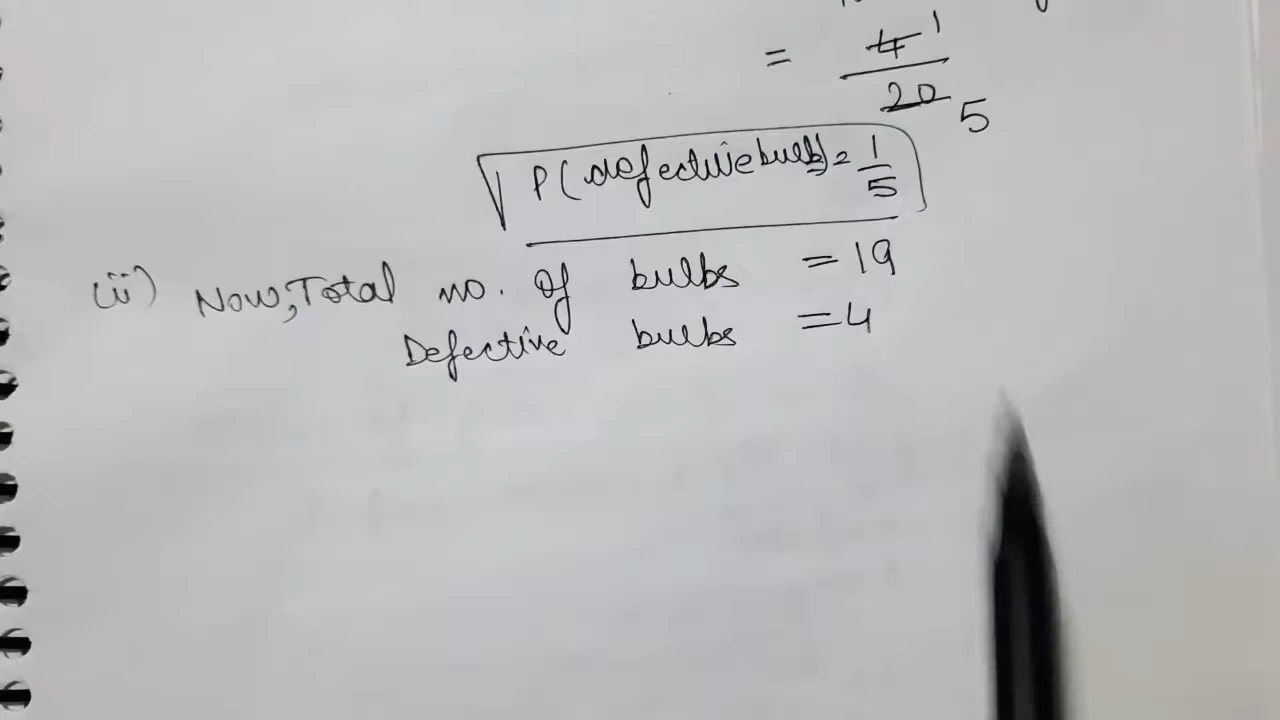 = 4 1
20 5
P(defective bulb) = 1/5
(ii) Now, Total no. of bulbs = 19
Defective bulbs = 4